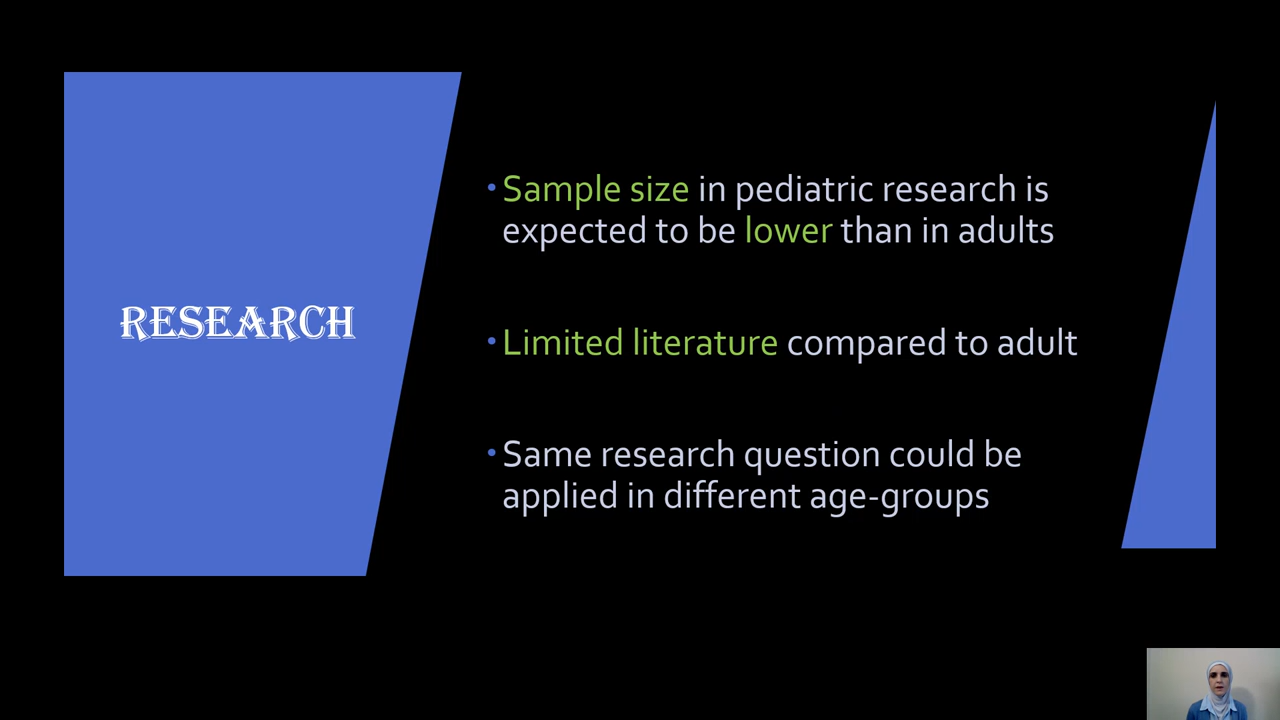 RESEARCH
• Sample size in pediatric research is
expected to be lower than in adults
• Limited literature compared to adult
• Same research question could be
applied in different age-groups